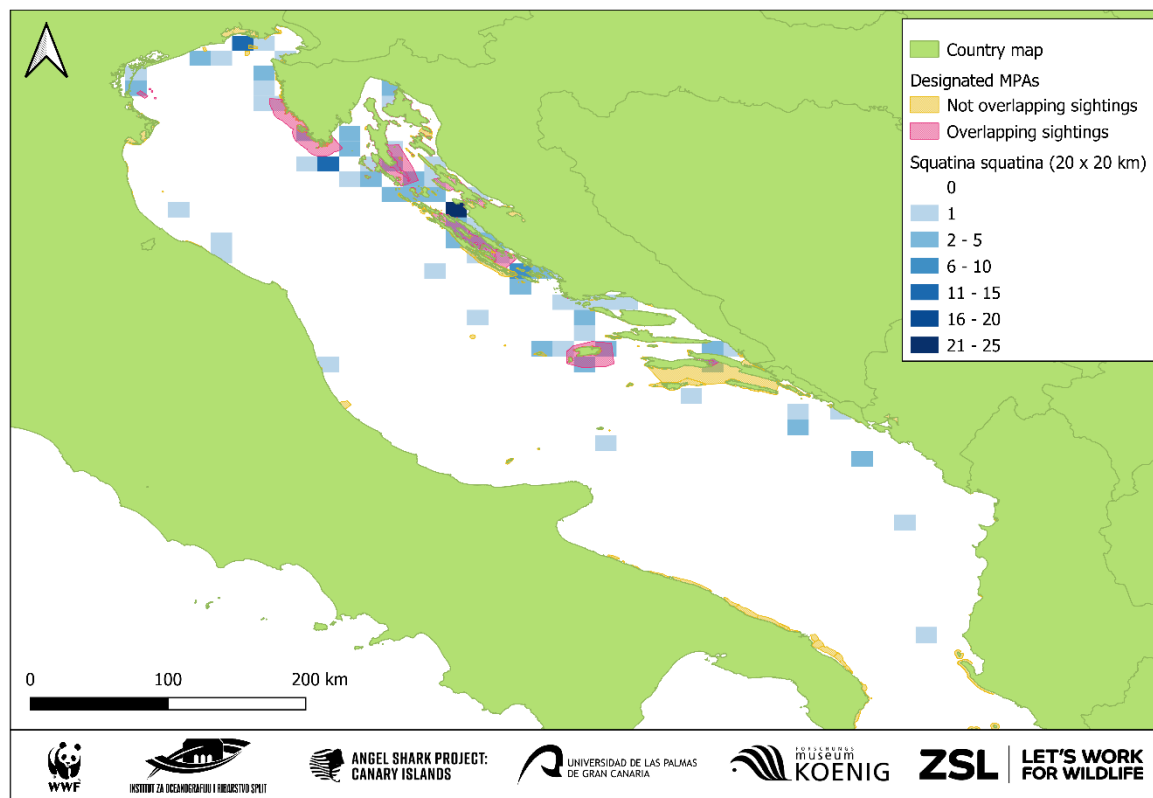 Country map
Designated MPAs
Not overlapping sightings
Overlapping sightings
Squatina squatina (20 x 20 km)
0
1
2 - 5
6 - 10
11 - 15
16 - 20
21 - 25
0 100 200 km
WWF
INSTITUT ZA OCEANOGRAFIJU I RIBARSTVO SPLIT
ANGEL SHARK PROJECT:
CANARY ISLANDS
UNIVERSIDAD DE LAS PALMAS
DE GRAN CANARIA
FORSCHUNGS
museum
KOENIG
ZSL
LET'S WORK
FOR WILDLIFE